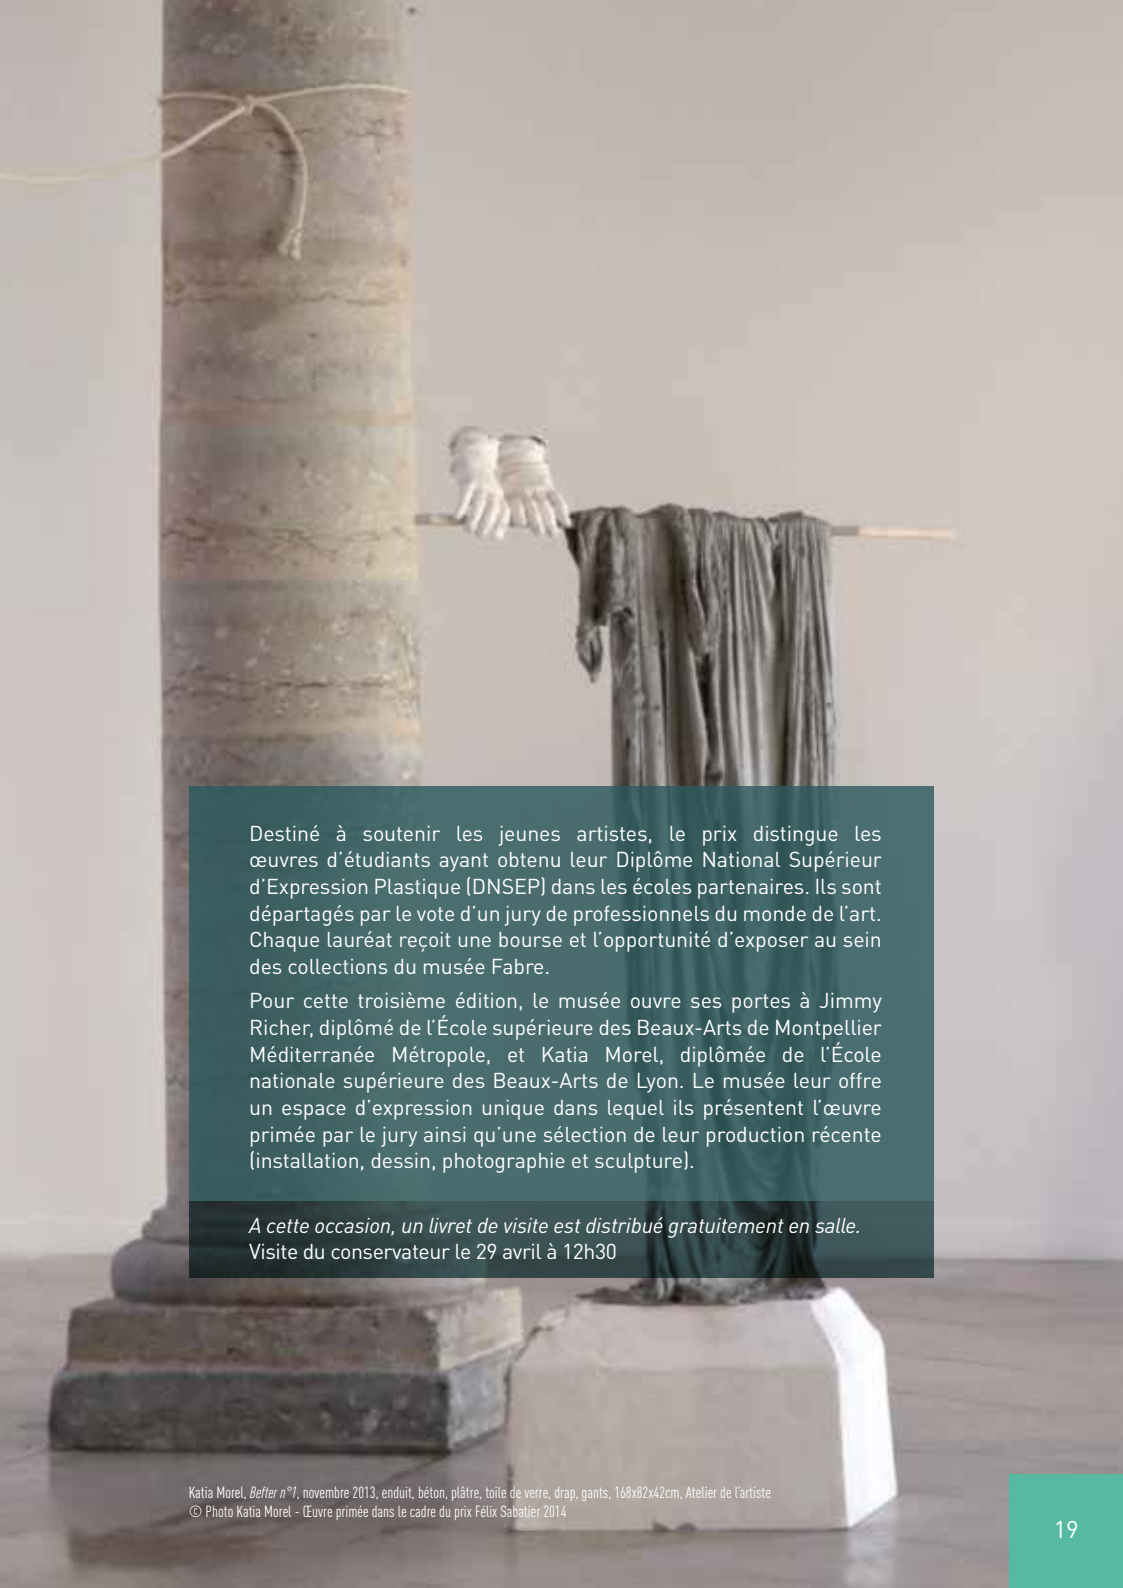 Destiné à soutenir les jeunes artistes, le prix distingue les
œuvres d’étudiants ayant obtenu leur Diplôme National Supérieur
d’Expression Plastique (DNSEP) dans les écoles partenaires. Ils sont
départagés par le vote d’un jury de professionnels du monde de l’art.
Chaque lauréat reçoit une bourse et l’opportunité d’exposer au sein
des collections du musée Fabre.
Pour cette troisième édition, le musée ouvre ses portes à Jimmy
Richer, diplômé de l’École supérieure des Beaux-Arts de Montpellier
Méditerranée Métropole, et Katia Morel, diplômée de l’École
nationale supérieure des Beaux-Arts de Lyon. Le musée leur offre
un espace d’expression unique dans lequel ils présentent l’œuvre
primée par le jury ainsi qu’une sélection de leur production récente
(installation, dessin, photographie et sculpture).
A cette occasion, un livret de visite est distribué gratuitement en salle.
Visite du conservateur le 29 avril à 12h30
Katia Morel, Befter n°1, novembre 2013, enduit, béton, plâtre, toile de verre, drap, gants, 168x82x42cm, Atelier de l’artiste
© Photo Katia Morel - Œuvre primée dans le cadre du prix Félix Sabatier 2014
19